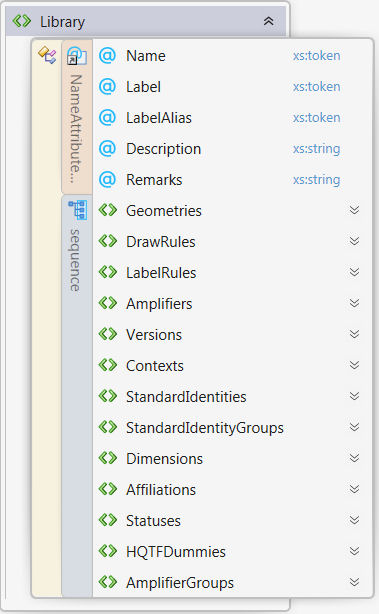 Library
NameAttribute...
sequence
@ Name xs:token
@ Label xs:token
@ LabelAlias xs:token
@ Description xs:string
@ Remarks xs:string
Geometries
DrawRules
LabelRules
Amplifiers
Versions
Contexts
StandardIdentities
StandardIdentityGroups
Dimensions
Affiliations
Statuses
HQTFDummies
AmplifierGroups